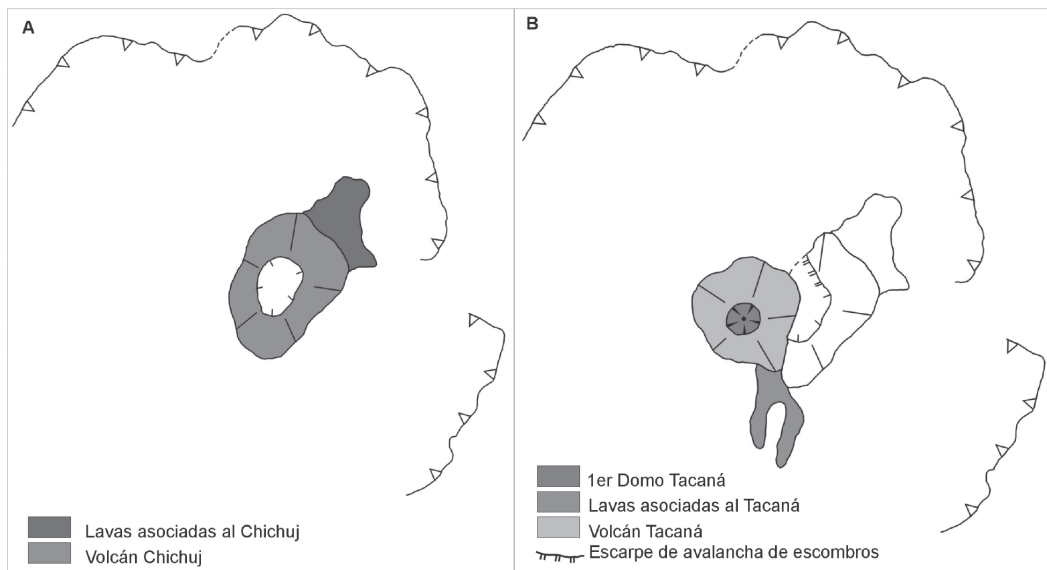 A
Lavas asociadas al Chichuj
Volcán Chichuj
B
1er Domo Tacaná
Lavas asociadas al Tacaná
Volcán Tacaná
Escarpe de avalancha de escombros